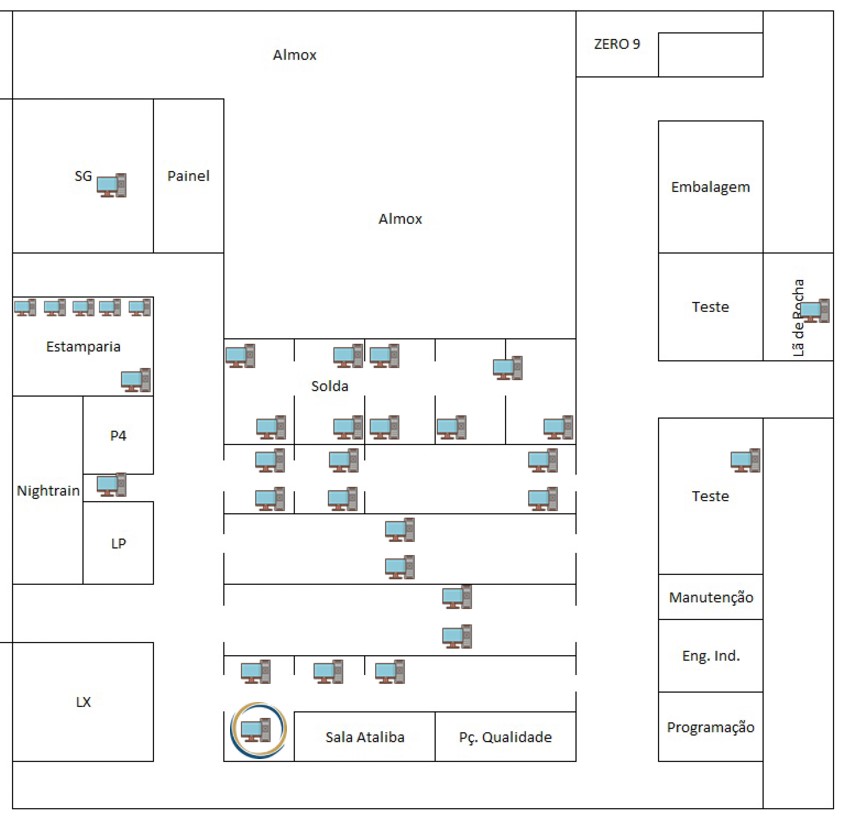 Almox
ZERO 9
SG
Painel
Embalagem
Almox
Teste
Lã de Rocha
Estamparia
Solda
P4
Nightrain
Teste
LP
Manutenção
Eng. Ind.
LX
Sala Ataliba
Pç. Qualidade
Programação